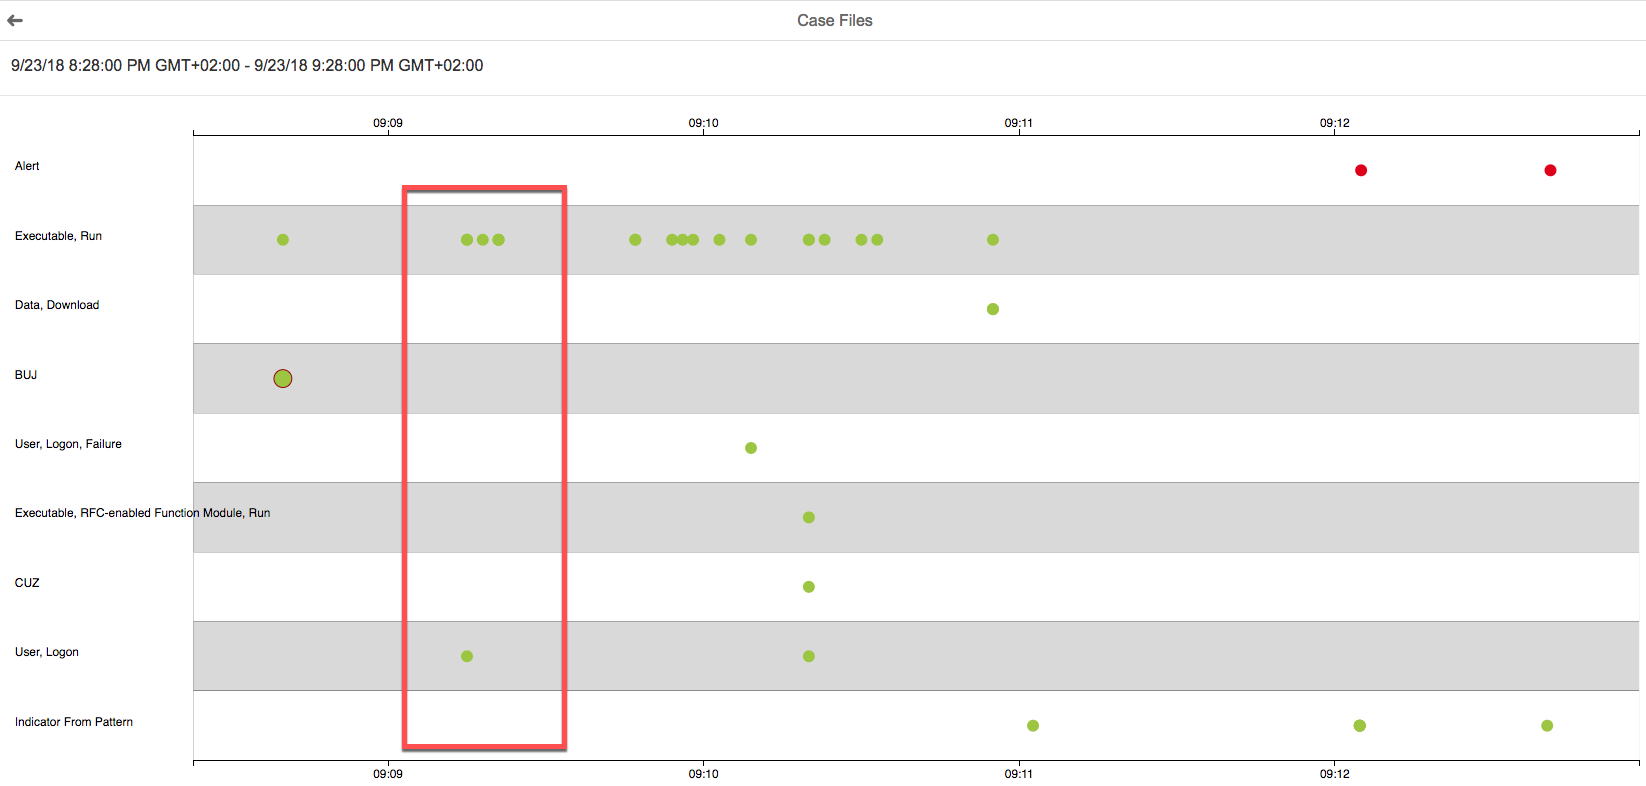 Case Files
9/23/18 8:28:00 PM GMT+02:00 - 9/23/18 9:28:00 PM GMT+02:00
09:09 09:10 09:11 09:12
Alert
Executable, Run
Data, Download
BUJ
User, Logon, Failure
Executable, RFC-enabled Function Module, Run
CUZ
User, Logon
Indicator From Pattern
09:09 09:10 09:11 09:12